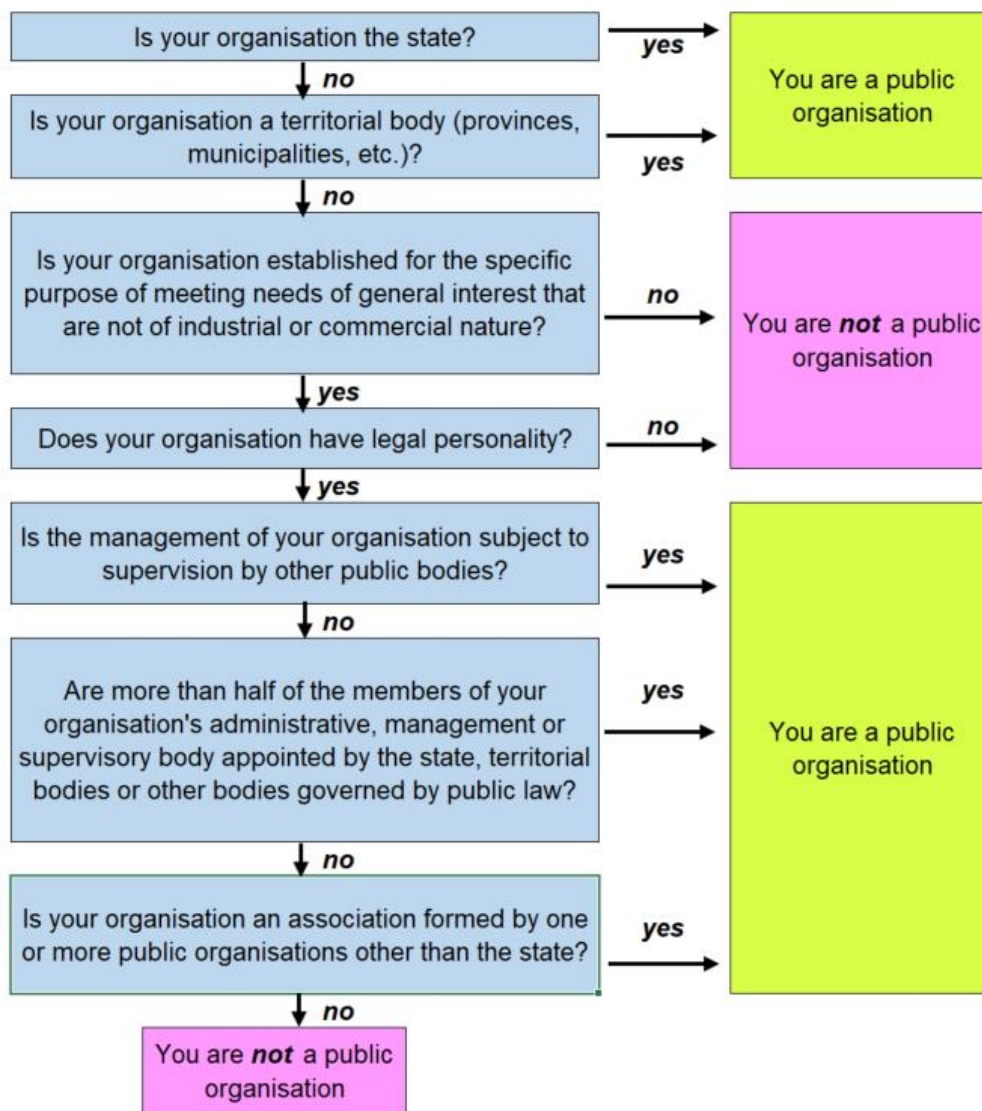 Is your organisation the state?
yes
You are a public
organisation
no
Is your organisation a territorial body (provinces,
municipalities, etc.)?
yes
no
Is your organisation established for the specific
purpose of meeting needs of general interest that
are not of industrial or commercial nature?
no
You are not a public
organisation
yes
Does your organisation have legal personality?
no
yes
Is the management of your organisation subject to
supervision by other public bodies?
yes
no
Are more than half of the members of your
organisation's administrative, management or
supervisory body appointed by the state, territorial
bodies or other bodies governed by public law?
yes
You are a public
organisation
no
Is your organisation an association formed by one
or more public organisations other than the state?
yes
no
You are not a public
organisation